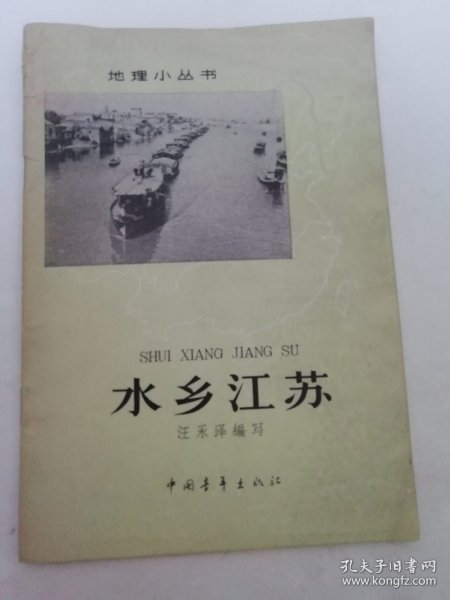 地理小丛书
SHUI XIANG JIANG SU
水乡江苏
汪永泽编写
中国青年出版社
孔夫子旧书网
www.kongfz.com